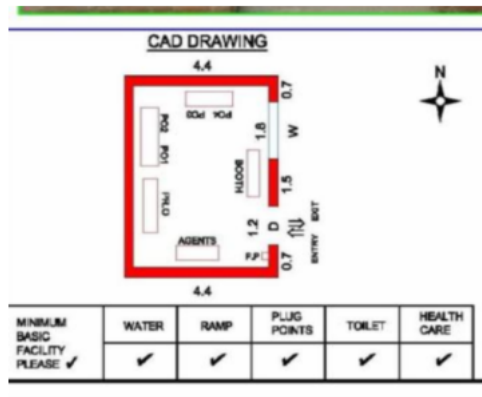 CAD DRAWING
4.4
N
0.7
PO3 PO4
PO2 PO1
1.8
W
BOOTH
1.5
PRLO
1.2
D
ENTRY EXIT
AGENTS
F.P
0.7
4.4
MINIMUM BASIC FACILITY PLEASE ✓
WATER
RAMP
PLUG POINTS
TOILET
HEALTH CARE
✓ ✓ ✓ ✓ ✓